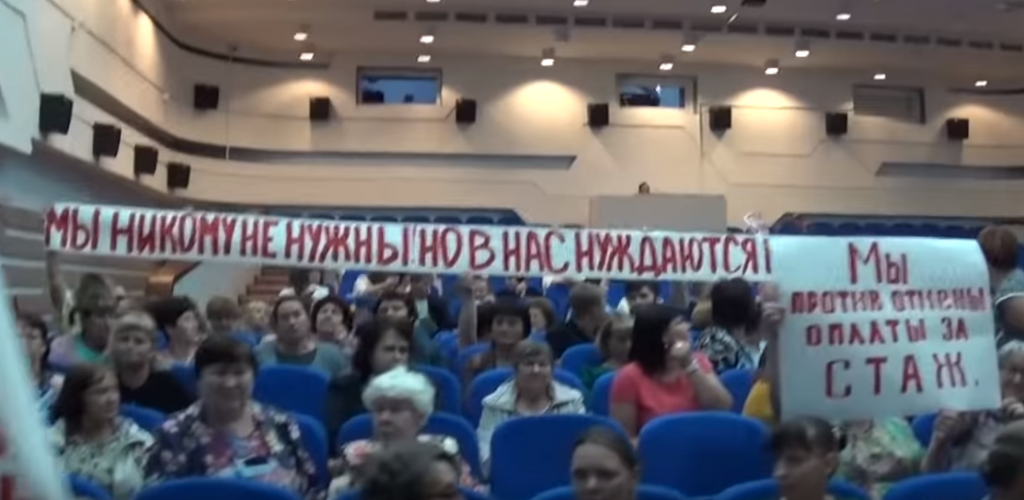 МЫ НИКОМУ НЕ НУЖНЫ! НО В НАС НУЖДАЮТСЯ!
МЫ
ПРОТИВ ОТМЕНЫ
ОПЛАТЫ ЗА
СТАЖ.